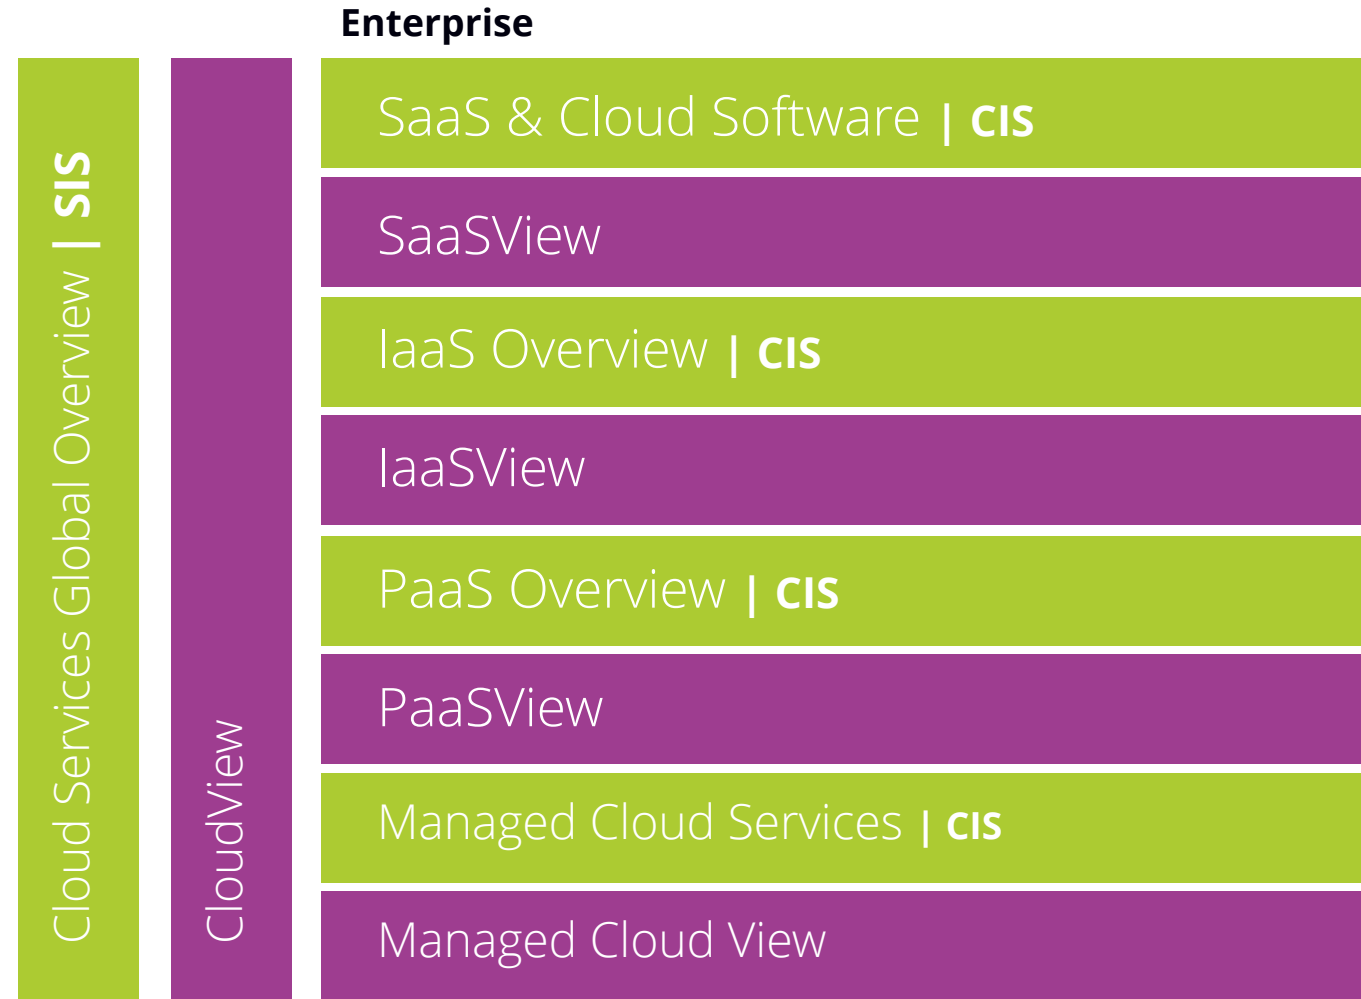 Enterprise
Cloud Services Global Overview | SIS
CloudView
SaaS & Cloud Software | CIS
SaaSView
IaaS Overview | CIS
IaaSView
PaaS Overview | CIS
PaaSView
Managed Cloud Services | CIS
Managed Cloud View